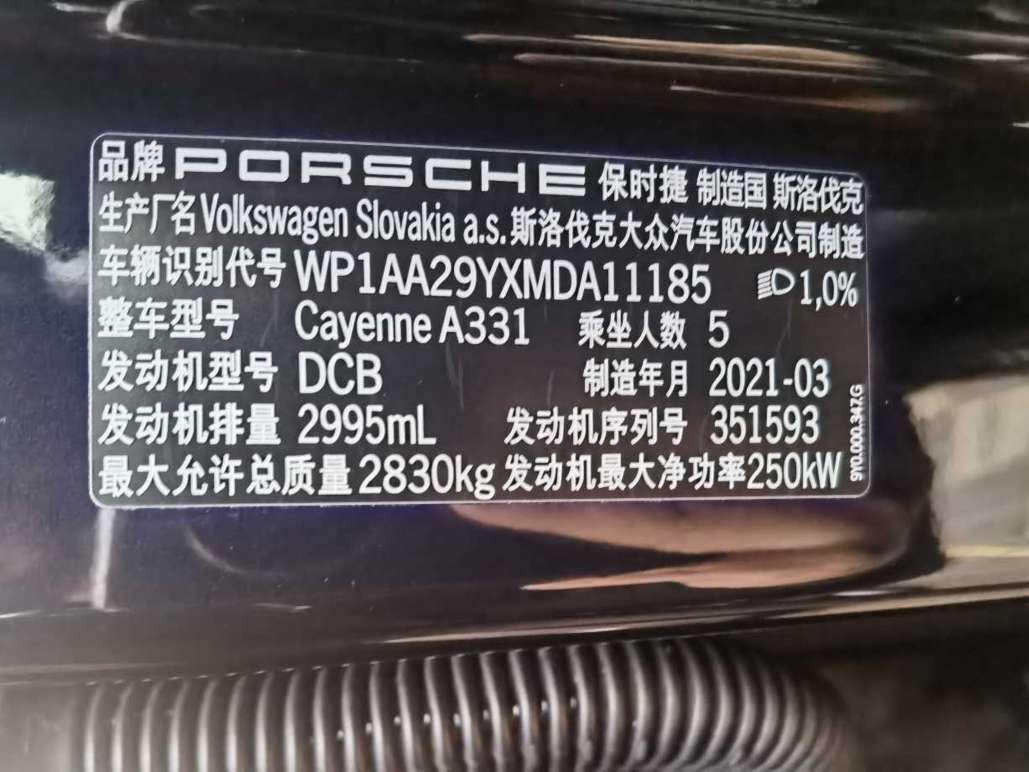 品牌 PORSCHE 保时捷 制造国 斯洛伐克
生产厂名 Volkswagen Slovakia a.s. 斯洛伐克大众汽车股份公司制造
车辆识别代号 WP1AA29YXMDA11185 1,0%
整车型号 Cayenne A331 乘坐人数 5
发动机型号 DCB 制造年月 2021-03
发动机排量 2995mL 发动机序列号 351593
最大允许总质量 2830kg 发动机最大净功率 250kW
9Y0.000.347.G